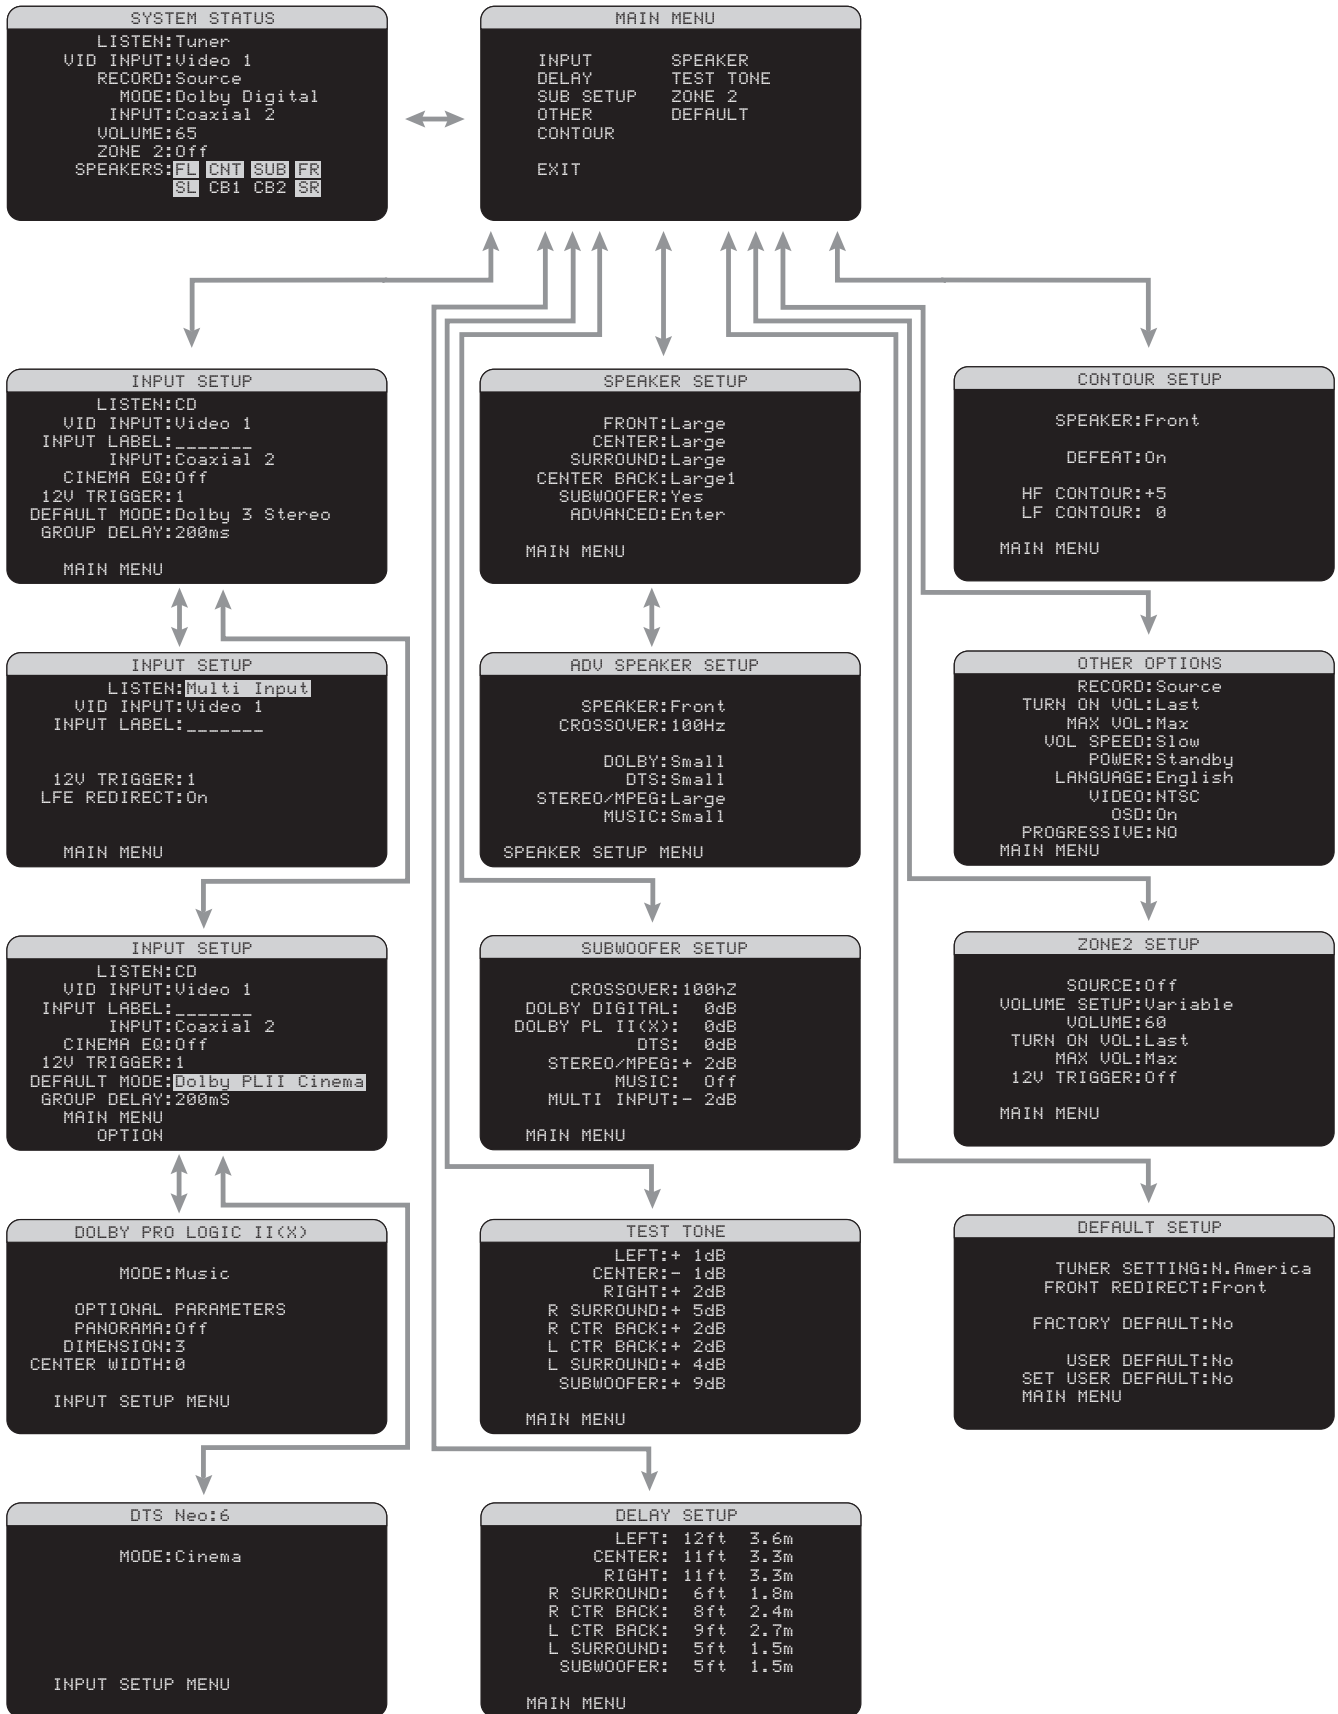 SYSTEM STATUS
LISTEN:Tuner
VID INPUT:Video 1
RECORD:Source
MODE:Dolby Digital
INPUT:Coaxial 2
VOLUME:65
ZONE 2:Off
SPEAKERS:FL CNT SUB FR
SL CB1 CB2 SR
MAIN MENU
INPUT SPEAKER
DELAY TEST TONE
SUB SETUP ZONE 2
OTHER DEFAULT
CONTOUR
EXIT
INPUT SETUP
LISTEN:CD
VID INPUT:Video 1
INPUT LABEL:_______
INPUT:Coaxial 2
CINEMA EQ:Off
12V TRIGGER:1
DEFAULT MODE:Dolby 3 Stereo
GROUP DELAY:200ms
MAIN MENU
SPEAKER SETUP
FRONT:Large
CENTER:Large
SURROUND:Large
CENTER BACK:Large1
SUBWOOFER:Yes
ADVANCED:Enter
MAIN MENU
CONTOUR SETUP
SPEAKER:Front
DEFEAT:On
HF CONTOUR:+5
LF CONTOUR: 0
MAIN MENU
INPUT SETUP
LISTEN:Multi Input
VID INPUT:Video 1
INPUT LABEL:_______
12V TRIGGER:1
LFE REDIRECT:On
MAIN MENU
ADV SPEAKER SETUP
SPEAKER:Front
CROSSOVER:100Hz
DOLBY:Small
DTS:Small
STEREO/MPEG:Large
MUSIC:Small
SPEAKER SETUP MENU
OTHER OPTIONS
RECORD:Source
TURN ON VOL:Last
MAX VOL:Max
VOL SPEED:Slow
POWER:Standby
LANGUAGE:English
VIDEO:NTSC
OSD:On
PROGRESSIVE:NO
MAIN MENU
INPUT SETUP
LISTEN:CD
VID INPUT:Video 1
INPUT LABEL:_______
INPUT:Coaxial 2
CINEMA EQ:Off
12V TRIGGER:1
DEFAULT MODE:Dolby PLII Cinema
GROUP DELAY:200mS
MAIN MENU
OPTION
SUBWOOFER SETUP
CROSSOVER:100hZ
DOLBY DIGITAL: 0dB
DOLBY PL II(X): 0dB
DTS: 0dB
STEREO/MPEG:+ 2dB
MUSIC: Off
MULTI INPUT:- 2dB
MAIN MENU
ZONE2 SETUP
SOURCE:Off
VOLUME SETUP:Variable
VOLUME:60
TURN ON VOL:Last
MAX VOL:Max
12V TRIGGER:Off
MAIN MENU
DOLBY PRO LOGIC II(X)
MODE:Music
OPTIONAL PARAMETERS
PANORAMA:Off
DIMENSION:3
CENTER WIDTH:0
INPUT SETUP MENU
TEST TONE
LEFT:+ 1dB
CENTER:- 1dB
RIGHT:+ 2dB
R SURROUND:+ 5dB
R CTR BACK:+ 2dB
L CTR BACK:+ 2dB
L SURROUND:+ 4dB
SUBWOOFER:+ 9dB
MAIN MENU
DEFAULT SETUP
TUNER SETTING:N.America
FRONT REDIRECT:Front
FACTORY DEFAULT:No
USER DEFAULT:No
SET USER DEFAULT:No
MAIN MENU
DTS Neo:6
MODE:Cinema
INPUT SETUP MENU
DELAY SETUP
LEFT: 12ft 3.6m
CENTER: 11ft 3.3m
RIGHT: 11ft 3.3m
R SURROUND: 6ft 1.8m
R CTR BACK: 8ft 2.4m
L CTR BACK: 9ft 2.7m
L SURROUND: 5ft 1.5m
SUBWOOFER: 5ft 1.5m
MAIN MENU